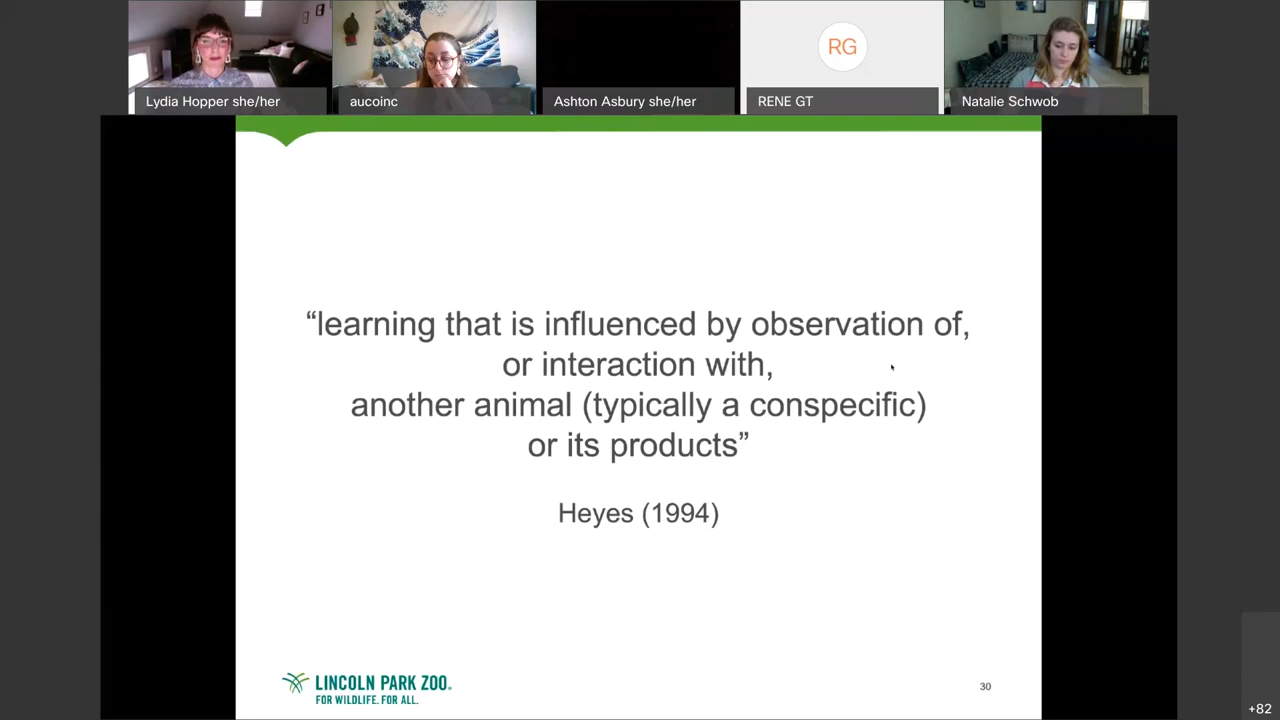 Lydia Hopper she/her
aucoinc
Ashton Asbury she/her
RG
RENE GT
Natalie Schwob
“learning that is influenced by observation of,
or interaction with,
another animal (typically a conspecific)
or its products”
Heyes (1994)
LINCOLN PARK ZOO®
FOR WILDLIFE. FOR ALL.
30
+82